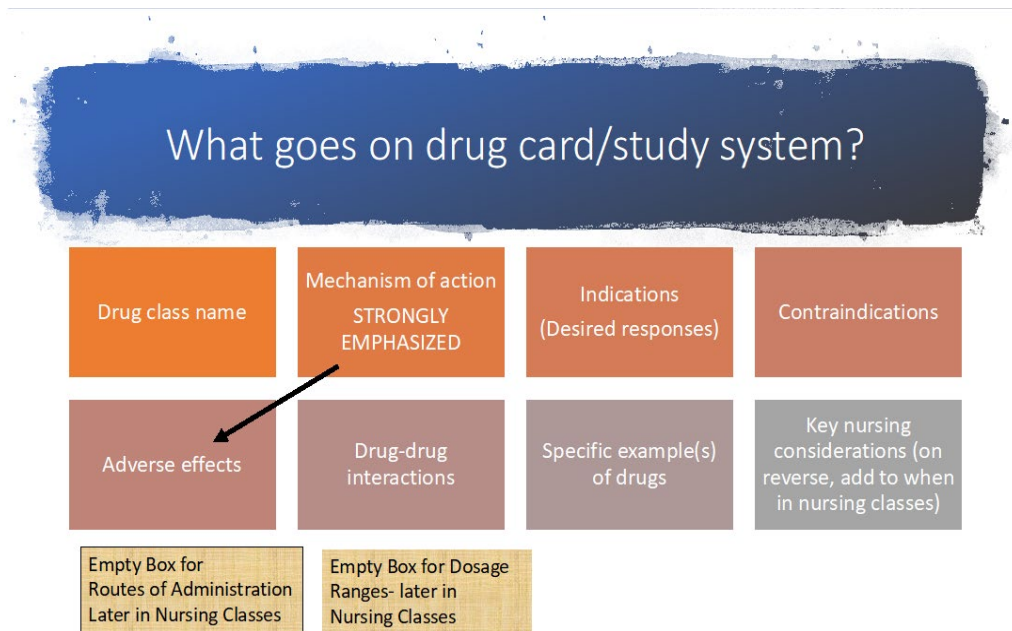 What goes on drug card/study system?
Drug class name
Mechanism of action
STRONGLY
EMPHASIZED
Indications
(Desired responses)
Contraindications
Adverse effects
Drug-drug
interactions
Specific example(s)
of drugs
Key nursing
considerations (on
reverse, add to when
in nursing classes)
Empty Box for
Routes of Administration
Later in Nursing Classes
Empty Box for Dosage
Ranges- later in
Nursing Classes